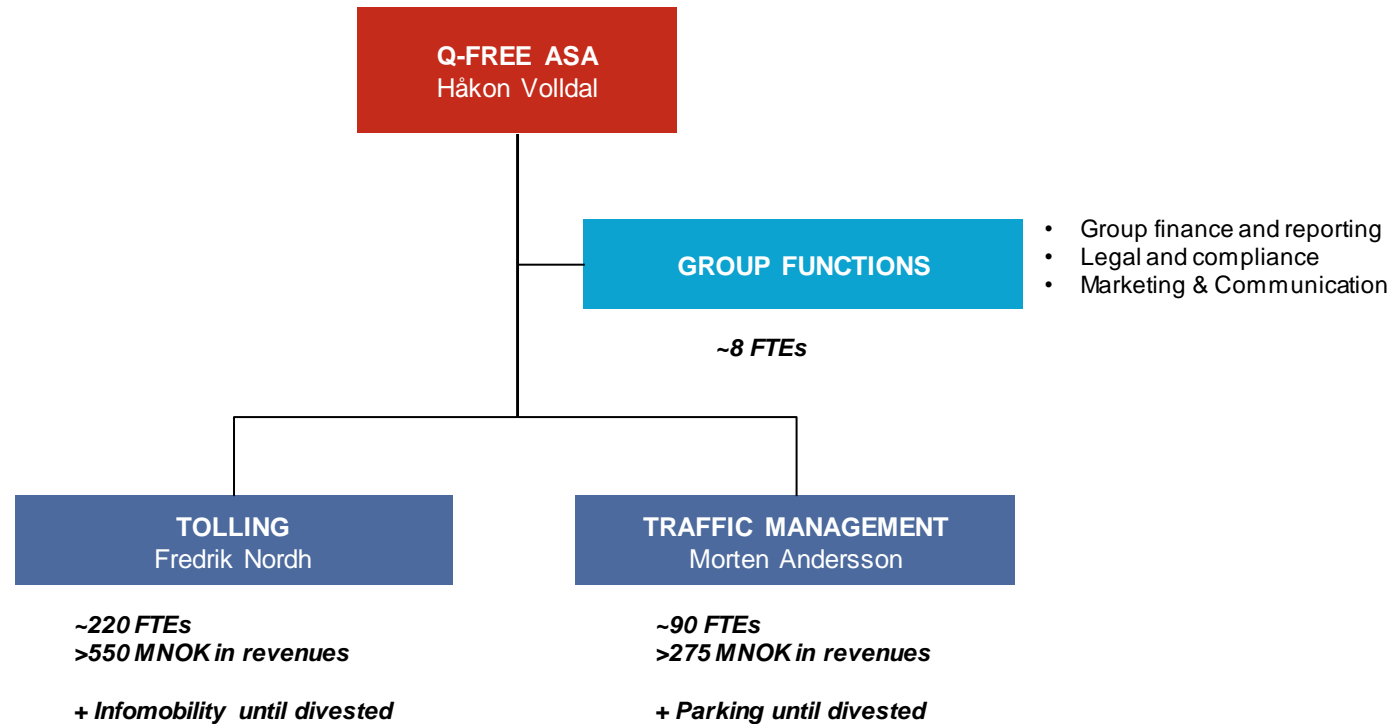 Q-FREE ASA
Håkon Volldal
GROUP FUNCTIONS
• Group finance and reporting
• Legal and compliance
• Marketing & Communication
~8 FTEs
TOLLING
Fredrik Nordh
~220 FTEs
>550 MNOK in revenues
+ Infomobility until divested
TRAFFIC MANAGEMENT
Morten Andersson
~90 FTEs
>275 MNOK in revenues
+ Parking until divested